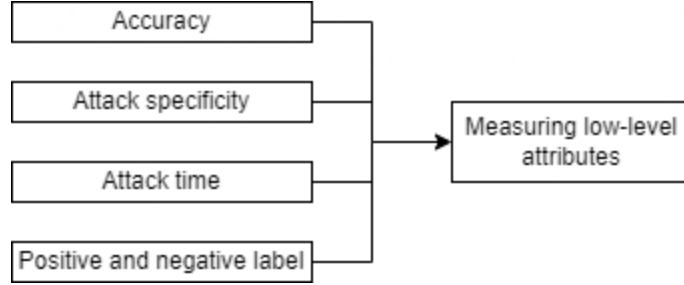 Accuracy
Attack specificity
Attack time
Positive and negative label
Measuring low-level
attributes